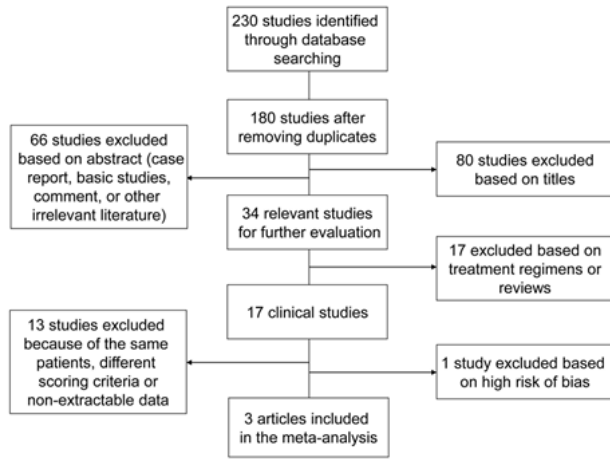 230 studies identified
through database
searching
180 studies after
removing duplicates
66 studies excluded
based on abstract (case
report, basic studies,
comment, or other
irrelevant literature)
80 studies excluded
based on titles
34 relevant studies
for further evaluation
17 excluded based on
treatment regimens or
reviews
17 clinical studies
13 studies excluded
because of the same
patients, different
scoring criteria or
non-extractable data
1 study excluded based
on high risk of bias
3 articles included
in the meta-analysis